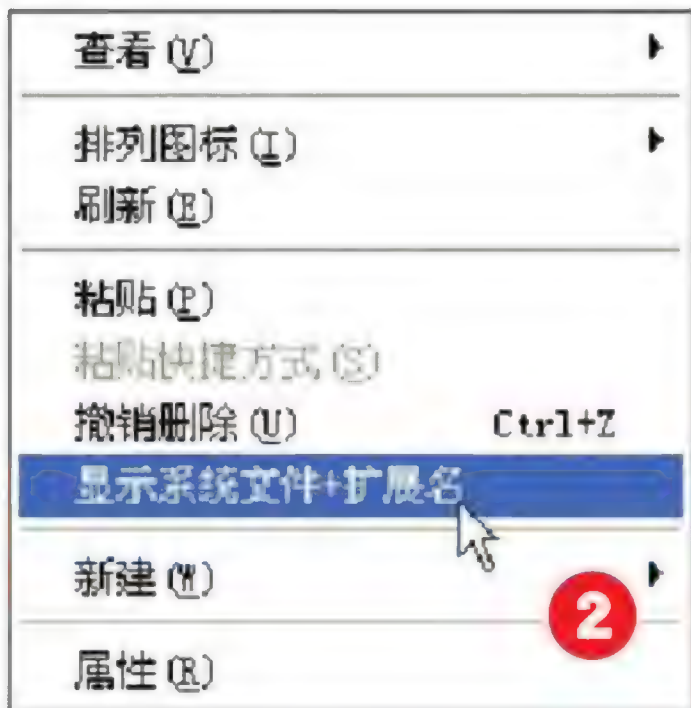 查看(V)
排列图标(I)
刷新(E)
粘贴(P)
粘贴快捷方式(S)
撤销删除(U) Ctrl+Z
显示系统文件+扩展名
新建(W)
2
属性(R)